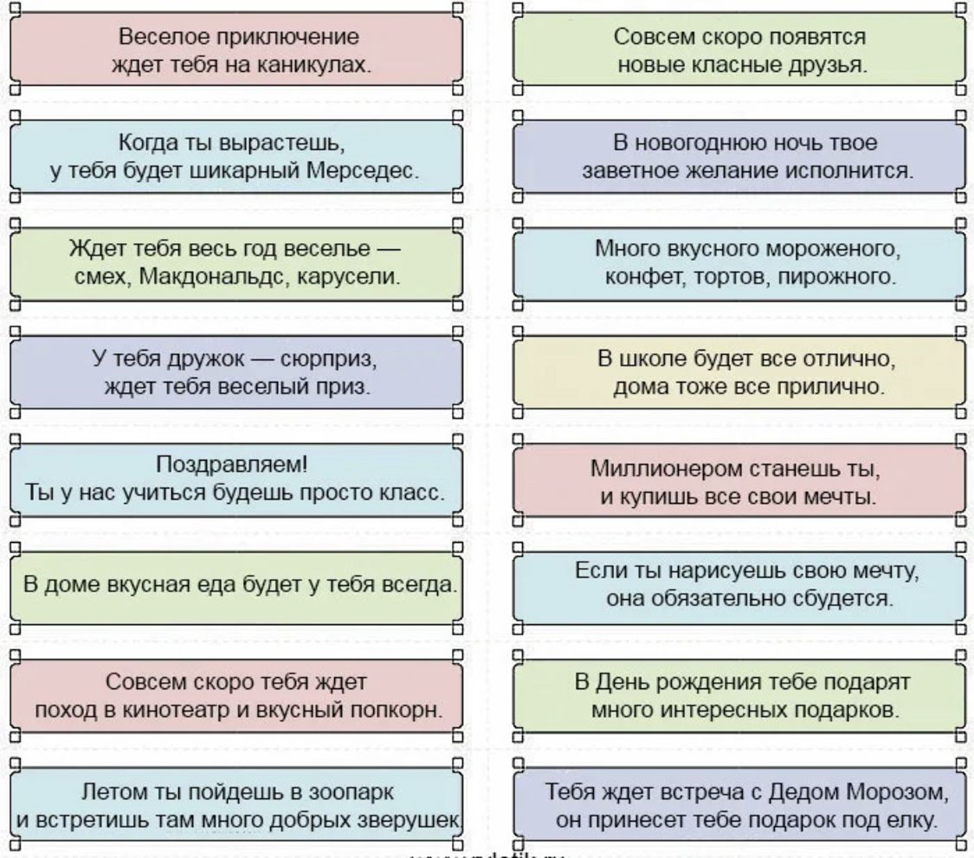 Веселое приключение
ждет тебя на каникулах.
Совсем скоро появятся
новые класные друзья.
Когда ты вырастешь,
у тебя будет шикарный Мерседес.
В новогоднюю ночь твое
заветное желание исполнится.
Ждет тебя весь год веселье —
смех, Макдональдс, карусели.
Много вкусного мороженого,
конфет, тортов, пирожного.
У тебя дружок — сюрприз,
ждет тебя веселый приз.
В школе будет все отлично,
дома тоже все прилично.
Поздравляем!
Ты у нас учиться будешь просто класс.
Миллионером станешь ты,
и купишь все свои мечты.
В доме вкусная еда будет у тебя всегда.
Если ты нарисуешь свою мечту,
она обязательно сбудется.
Совсем скоро тебя ждет
поход в кинотеатр и вкусный попкорн.
В День рождения тебе подарят
много интересных подарков.
Летом ты пойдешь в зоопарк
и встретишь там много добрых зверушек
Тебя ждет встреча с Дедом Морозом,
он принесет тебе подарок под елку.